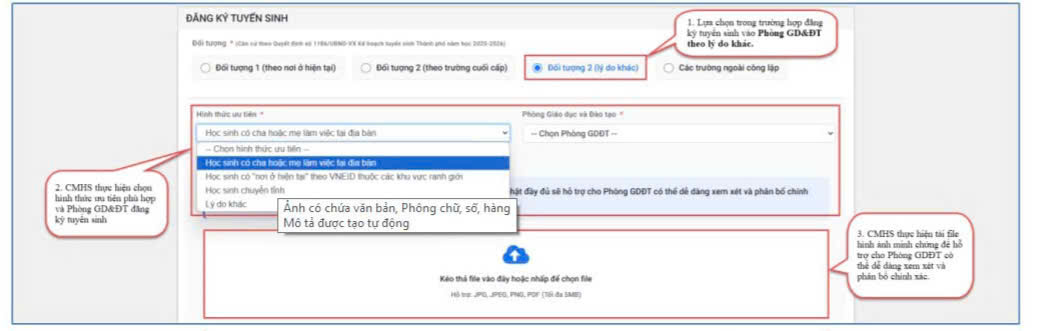 ĐĂNG KÝ TUYỂN SINH
Đối tượng * (Căn cứ theo Quyết định số 1186/UBND-VX Kế hoạch tuyển sinh Thành phố năm học 2025-2026)
Đối tượng 1 (theo nơi ở hiện tại)
Đối tượng 2 (theo trường cuối cấp)
Đối tượng 2 (lý do khác)
Các trường ngoài công lập
1. Lựa chọn trong trường hợp đăng
ký tuyển sinh vào Phòng GD&ĐT
theo lý do khác.
Hình thức ưu tiên *
Phòng Giáo dục và Đào tạo *
Học sinh có cha hoặc mẹ làm việc tại địa bàn
-- Chọn Phòng GDĐT --
-- Chọn hình thức ưu tiên --
Học sinh có cha hoặc mẹ làm việc tại địa bàn
Học sinh có "nơi ở hiện tại" theo VNEID thuộc các khu vực ranh giới
Học sinh chuyển tỉnh
Lý do khác
đầy đủ sẽ hỗ trợ cho Phòng GDĐT có thể dễ dàng xem xét và phân bổ chính
Ảnh có chứa văn bản, Phông chữ, số, hàng
Mô tả được tạo tự động
2. CMHS thực hiện chọn
hình thức ưu tiên phù hợp
và Phòng GD&ĐT đăng
ký tuyển sinh
Kéo thả file vào đây hoặc nhấp để chọn file
Hỗ trợ: JPG, JPEG, PNG, PDF (Tối đa 5MB)
3. CMHS thực hiện tải file
hình ảnh minh chứng để hỗ
trợ cho Phòng GDĐT có
thể dễ dàng xem xét và
phân bổ chính xác.